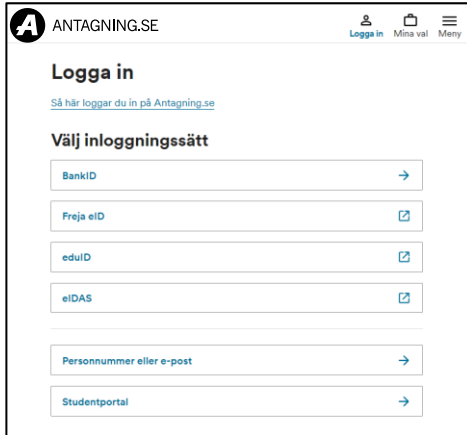 A ANTAGNING.SE
Logga in Mina val Meny
Logga in
Så här loggar du in på Antagning.se
Välj inloggningssätt
BankID
Freja eID
eduID
eIDAS
Personnummer eller e-post
Studentportal